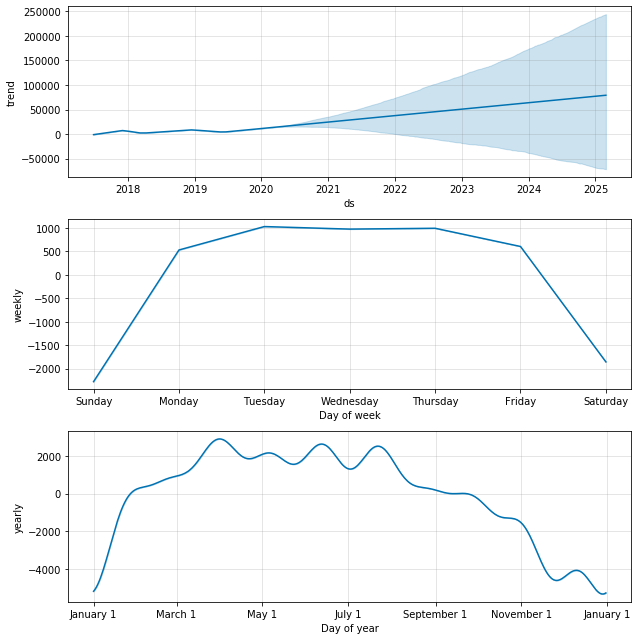 250000
200000
150000
100000
50000
0
−50000
trend
2018 2019 2020 2021 2022 2023 2024 2025
ds
1000
500
0
−500
−1000
−1500
−2000
weekly
Sunday Monday Tuesday Wednesday Thursday Friday Saturday
Day of week
2000
0
−2000
−4000
yearly
January 1 March 1 May 1 July 1 September 1 November 1 January 1
Day of year